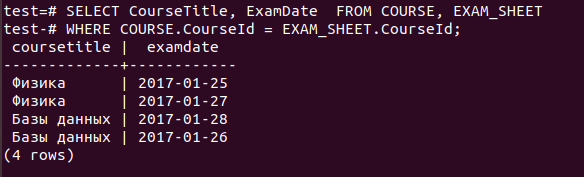 test=# SELECT CourseTitle, ExamDate  FROM COURSE, EXAM_SHEET
test-# WHERE COURSE.CourseId = EXAM_SHEET.CourseId;
 coursetitle |  examdate
-------------+------------
 Физика      | 2017-01-25
 Физика      | 2017-01-27
 Базы данных | 2017-01-28
 Базы данных | 2017-01-26
(4 rows)